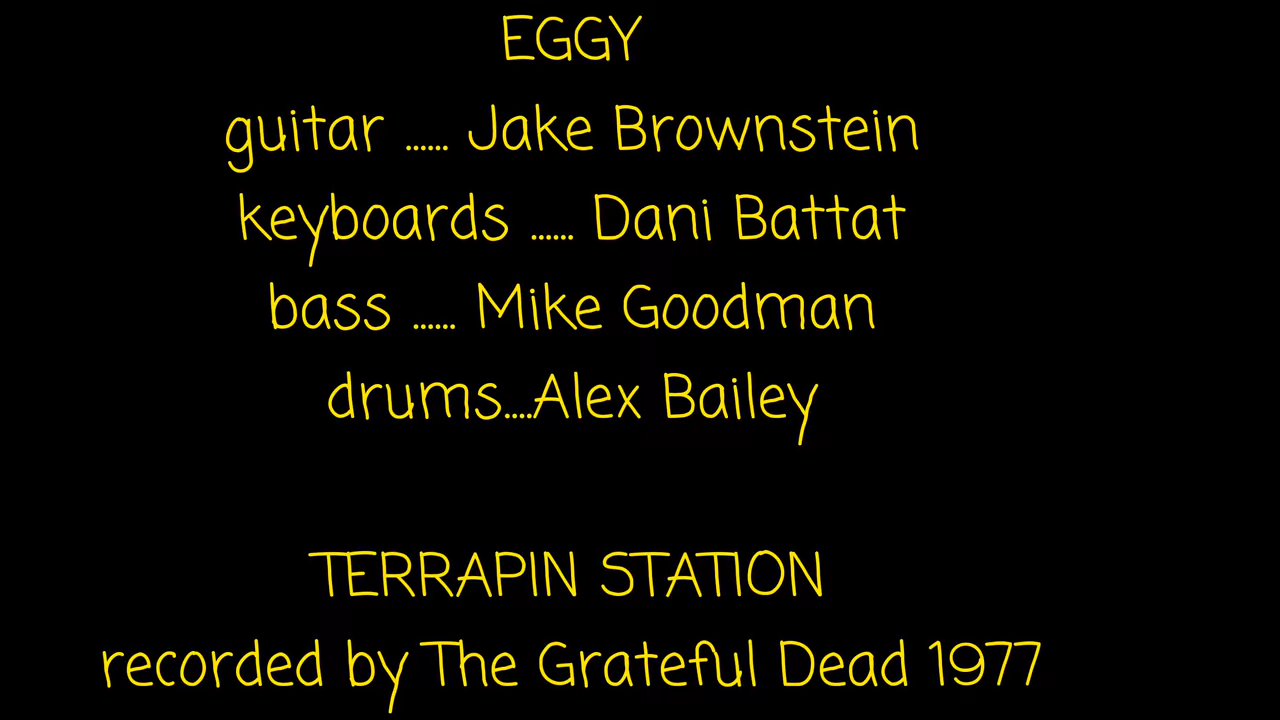 EGGY
guitar ...... Jake Brownstein
keyboards ...... Dani Battat
bass ...... Mike Goodman
drums....Alex Bailey
TERRAPIN STATION
recorded by The Grateful Dead 1977